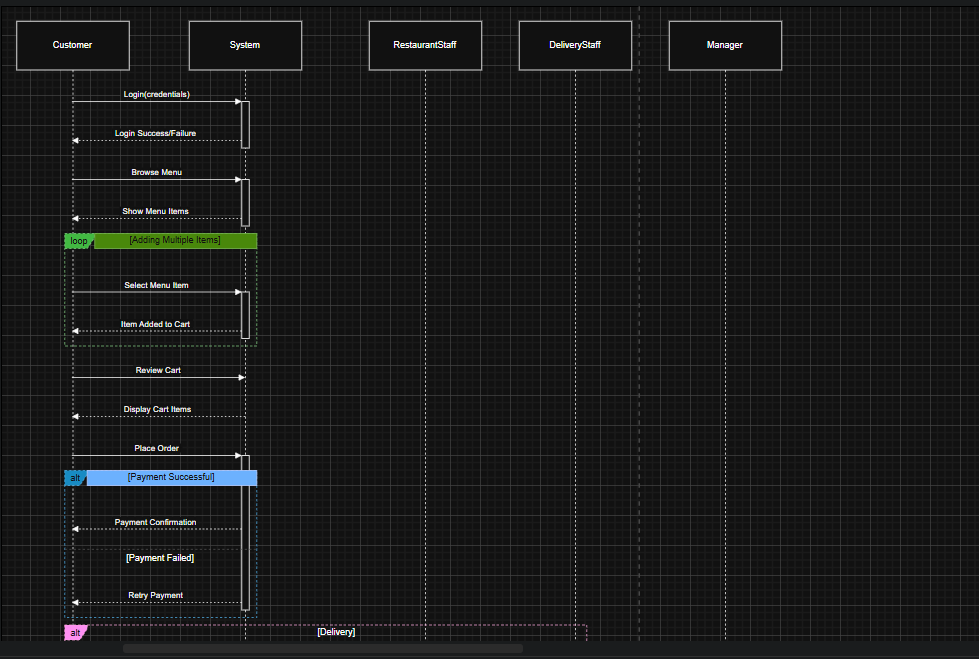 Customer
System
RestaurantStaff
DeliveryStaff
Manager
Login(credentials)
Login Success/Failure
Browse Menu
Show Menu Items
loop
[Adding Multiple Items]
Select Menu Item
Item Added to Cart
Review Cart
Display Cart Items
Place Order
alt
[Payment Successful]
Payment Confirmation
[Payment Failed]
Retry Payment
alt
[Delivery]